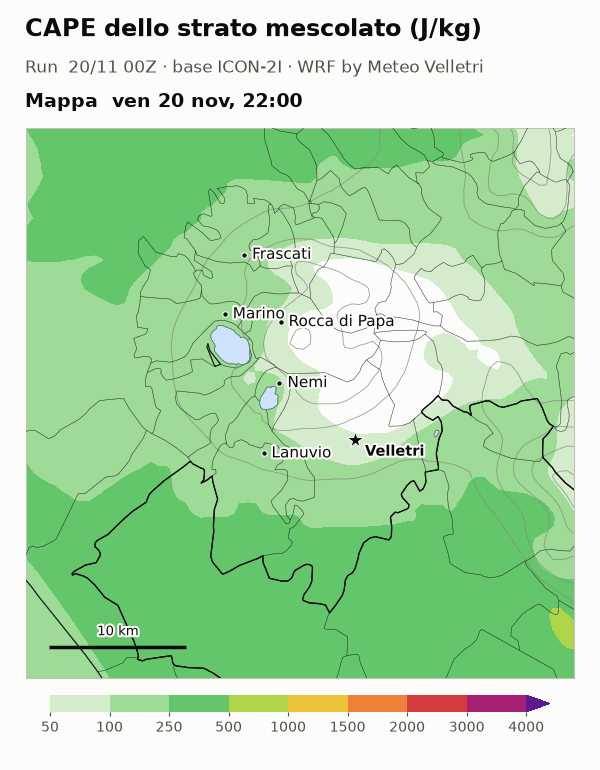 CAPE dello strato mescolato (J/kg)
Run 20/11 00Z · base ICON-2I · WRF by Meteo Velletri
Mappa ven 20 nov, 22:00
Frascati
Marino
Rocca di Papa
Nemi
Lanuvio
Velletri
10 km
50 100 250 500 1000 1500 2000 3000 4000